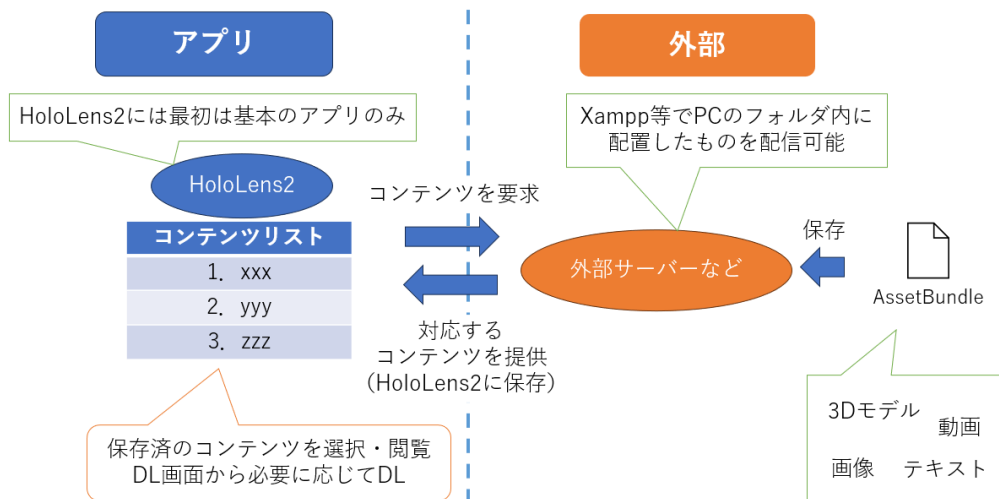 アプリ
外部
HoloLens2には最初は基本のアプリのみ
Xampp等でPCのフォルダ内に
配置したものを配信可能
HoloLens2
コンテンツを要求
コンテンツリスト
1. xxx
2. yyy
3. zzz
外部サーバーなど
保存
AssetBundle
対応する
コンテンツを提供
(HoloLens2に保存)
保存済のコンテンツを選択・閲覧
DL画面から必要に応じてDL
3Dモデル
動画
画像
テキスト